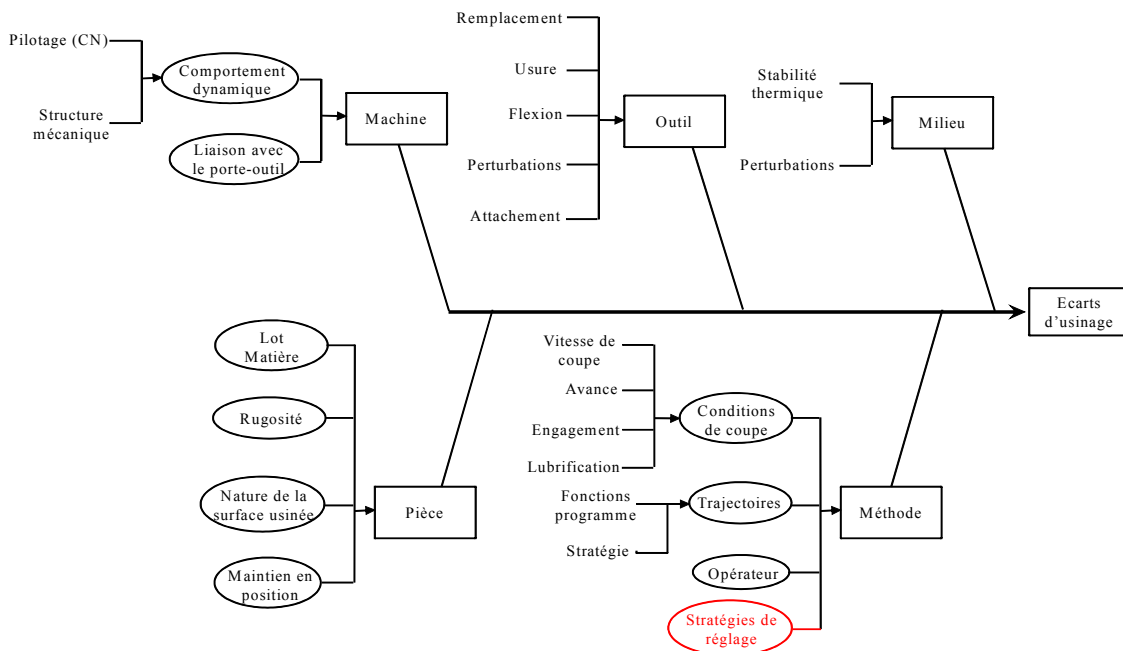 Pilotage (CN)
Structure
mécanique
Comportement
dynamique
Liaison avec
le porte-outil
Machine
Remplacement
Usure
Flexion
Perturbations
Attachement
Outil
Stabilité
thermique
Perturbations
Milieu
Ecarts
d’usinage
Lot
Matière
Rugosité
Nature de la
surface usinée
Maintien en
position
Pièce
Vitesse de
coupe
Avance
Engagement
Lubrification
Conditions
de coupe
Fonctions
programme
Stratégie
Trajectoires
Opérateur
Stratégies de
réglage
Méthode